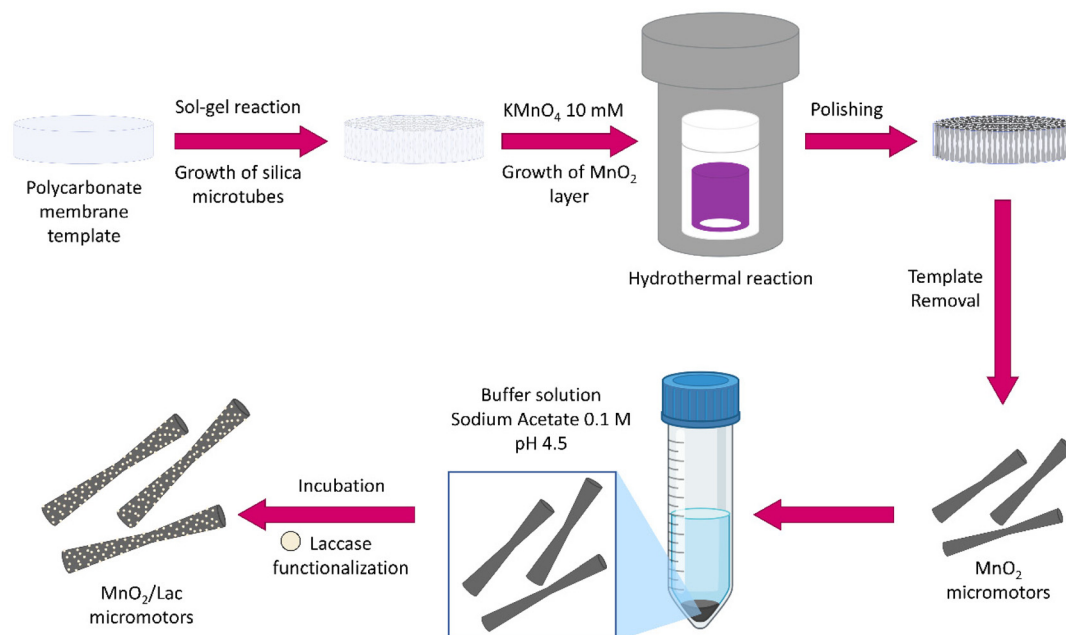 Polycarbonate
membrane
template
Sol-gel reaction
Growth of silica
microtubes
KMnO₄ 10 mM
Growth of MnO₂
layer
Hydrothermal reaction
Polishing
Template
Removal
MnO₂
micromotors
Buffer solution
Sodium Acetate 0.1 M
pH 4.5
Incubation
Laccase
functionalization
MnO₂/Lac
micromotors